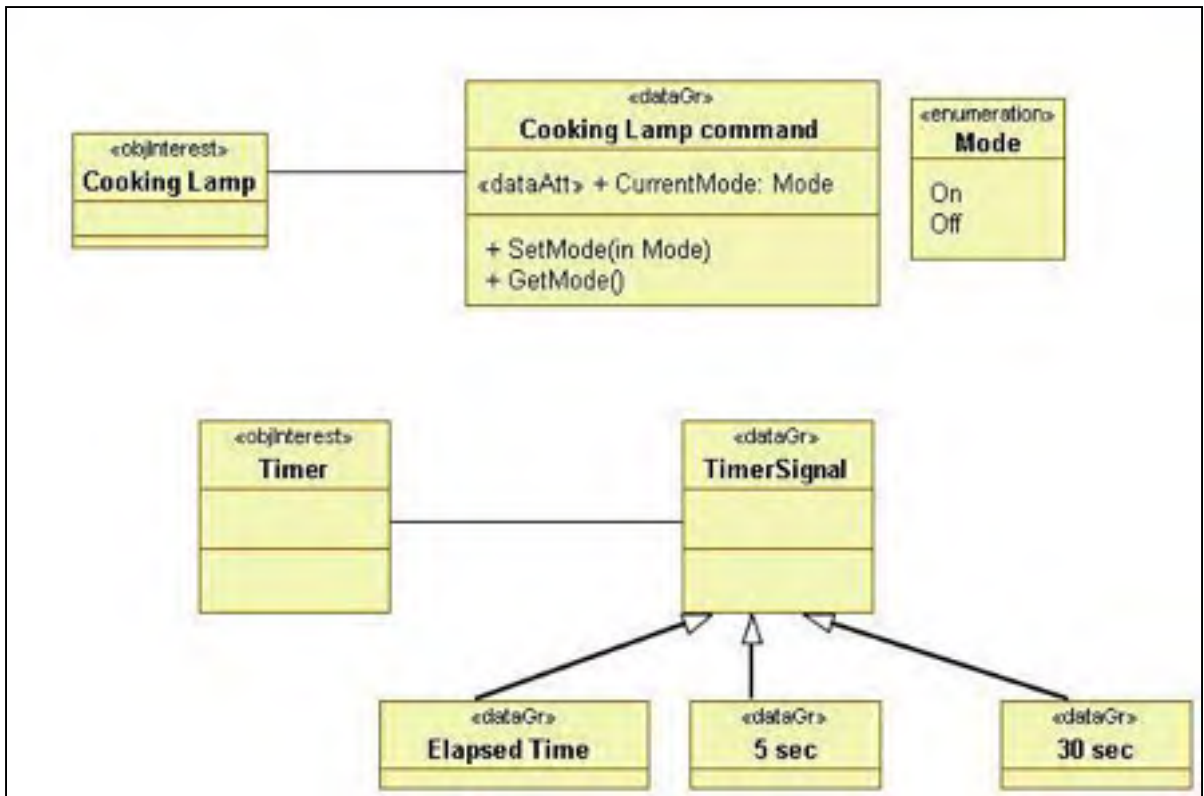 «objInterest»
Cooking Lamp
«dataGr»
Cooking Lamp command
«dataAtt» + CurrentMode: Mode
+ SetMode(in Mode)
+ GetMode()
«enumeration»
Mode
On
Off
«objInterest»
Timer
«dataGr»
TimerSignal
«dataGr»
Elapsed Time
«dataGr»
5 sec
«dataGr»
30 sec